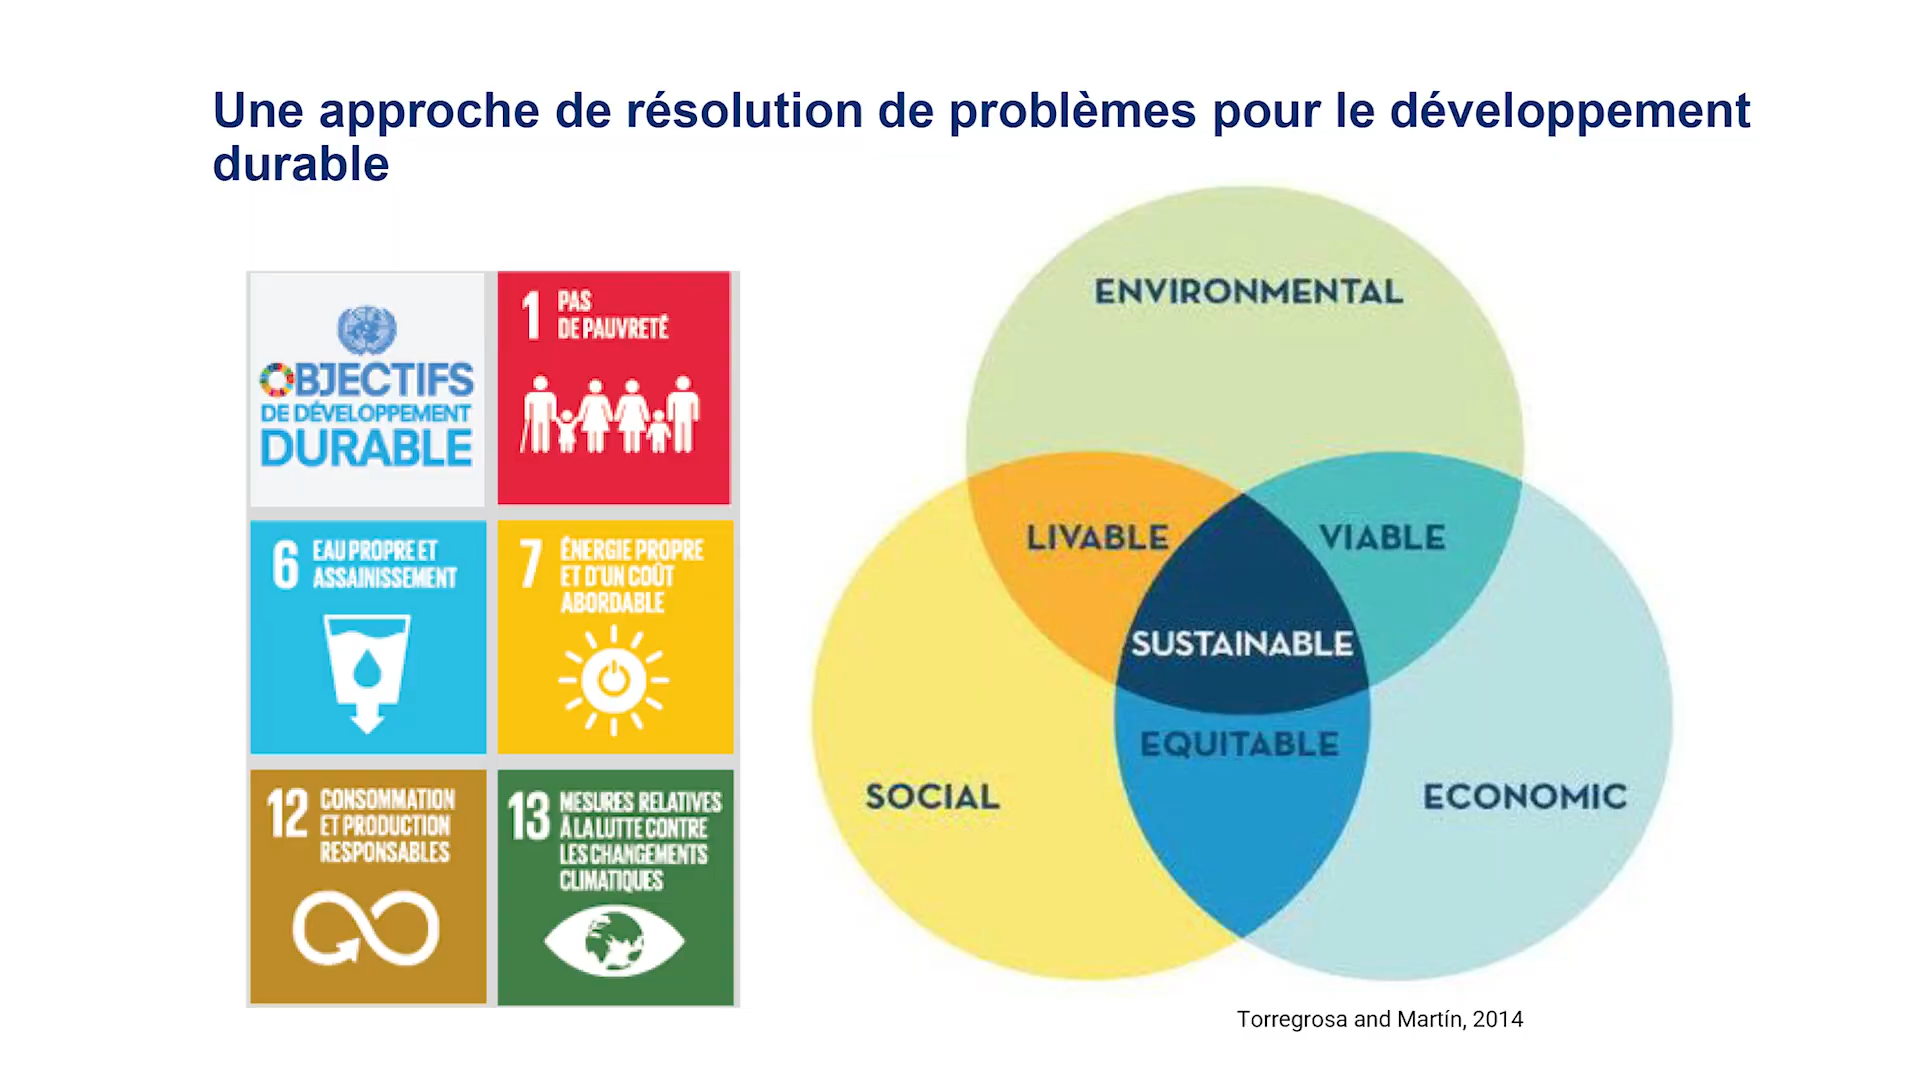 Une approche de résolution de problèmes pour le développement
durable
OBJECTIFS
DE DÉVELOPPEMENT
DURABLE
1 PAS
DE PAUVRETÉ
6 EAU PROPRE ET
ASSAINISSEMENT
7 ÉNERGIE PROPRE
ET D'UN COÛT
ABORDABLE
12 CONSOMMATION
ET PRODUCTION
RESPONSABLES
13 MESURES RELATIVES
À LA LUTTE CONTRE
LES CHANGEMENTS
CLIMATIQUES
ENVIRONMENTAL
LIVABLE
VIABLE
SUSTAINABLE
EQUITABLE
SOCIAL
ECONOMIC
Torregrosa and Martín, 2014